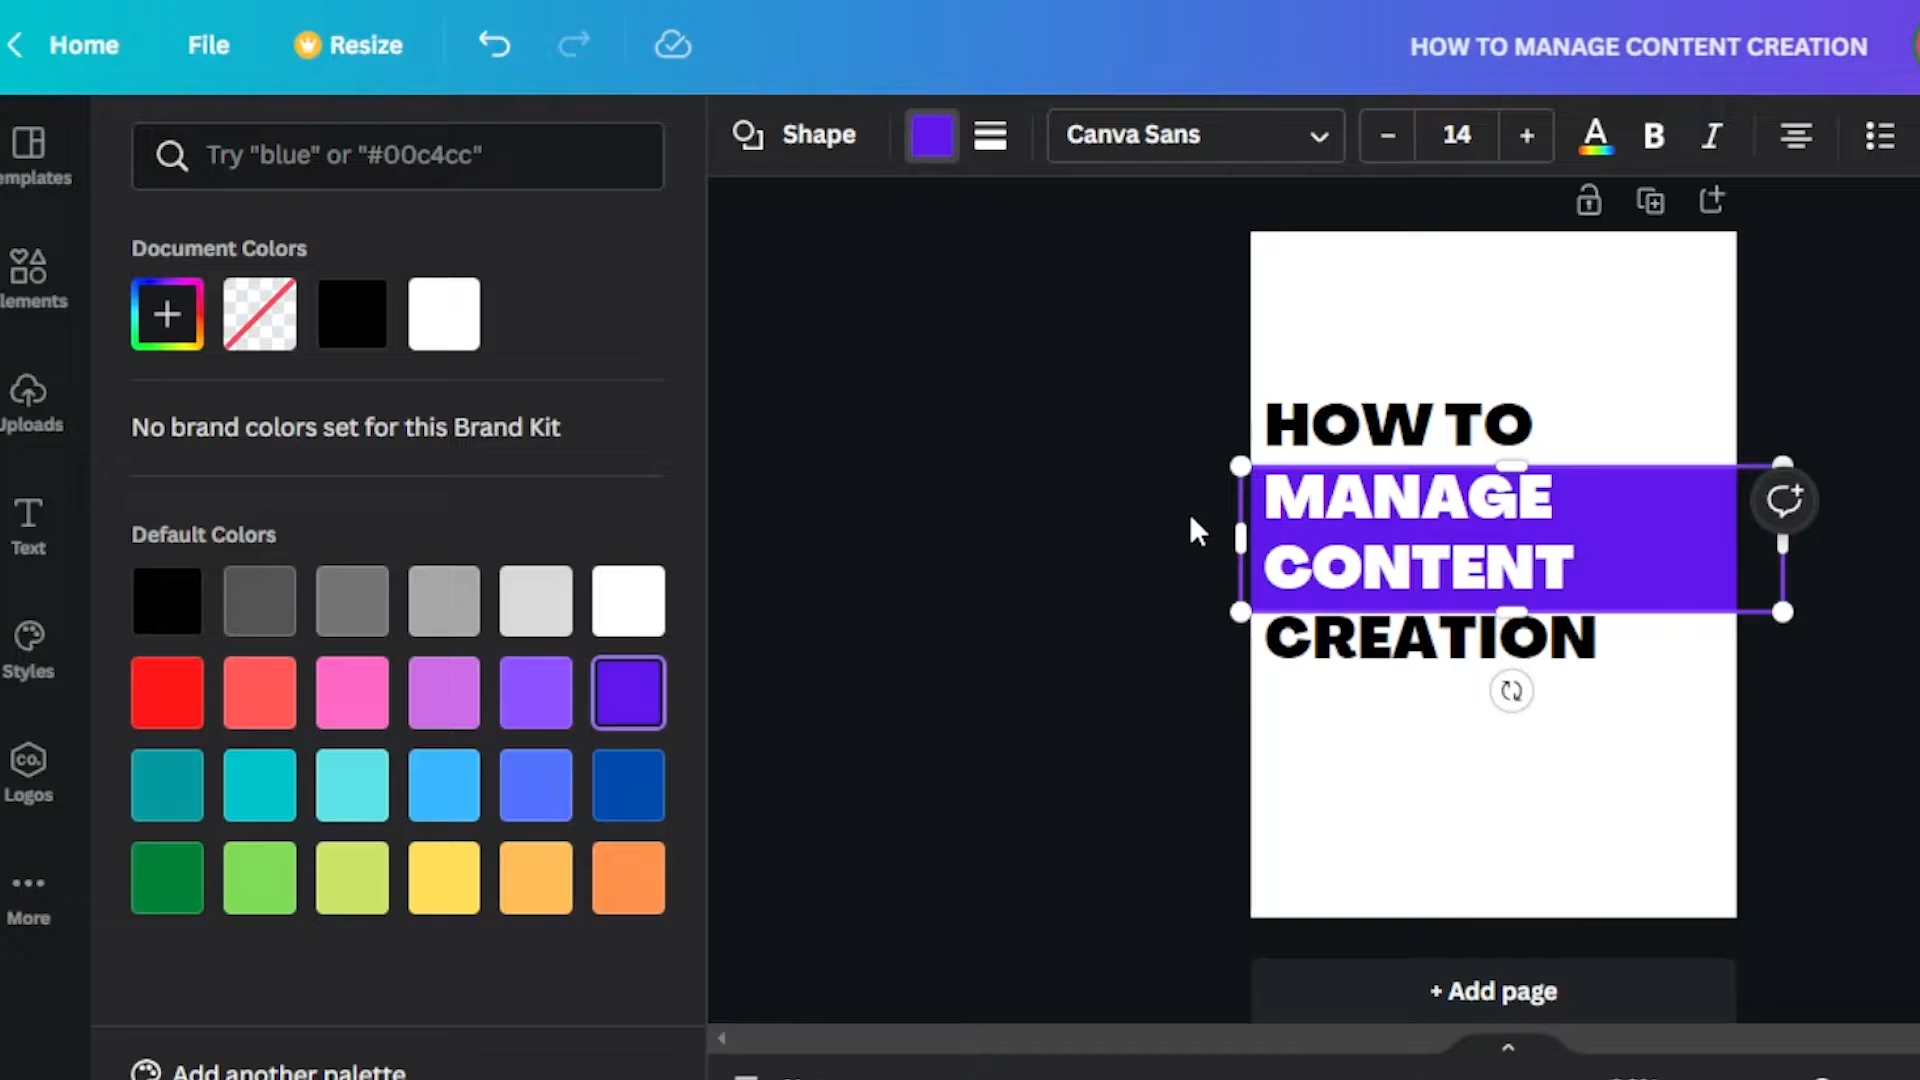 Home File Resize HOW TO MANAGE CONTENT CREATION
Try "blue" or "#00c4cc"
Shape Canva Sans - 14 + A B I
emplates
Document Colors
lements
No brand colors set for this Brand Kit
Uploads
Default Colors
Text
Styles
CO.
Logos
More
HOW TO
MANAGE
CONTENT
CREATION
+ Add page
Add another palette